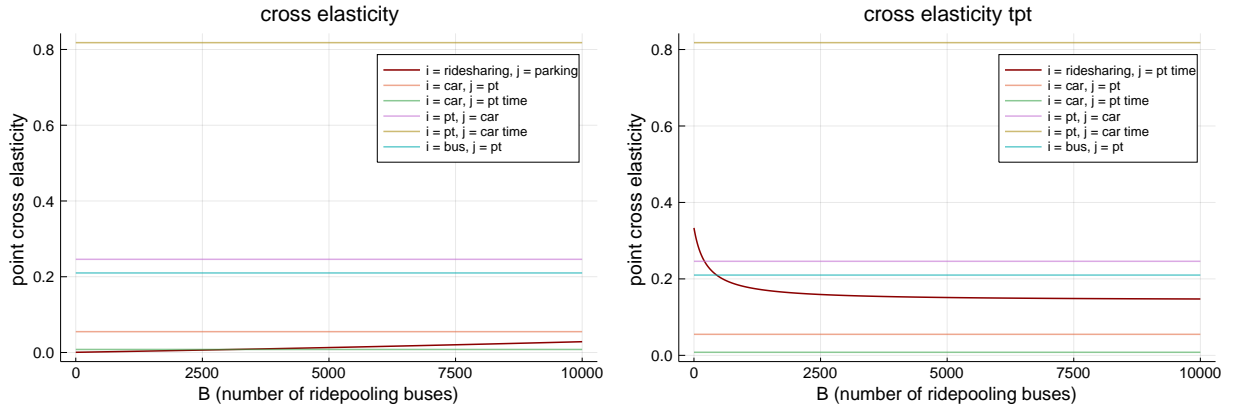 cross elasticity
point cross elasticity
0.8
0.6
0.4
0.2
0.0
i = ridesharing, j = parking
i = car, j = pt
i = car, j = pt time
i = pt, j = car
i = pt, j = car time
i = bus, j = pt
0
2500
5000
7500
10000
B (number of ridepooling buses)
cross elasticity tpt
point cross elasticity
0.8
0.6
0.4
0.2
0.0
i = ridesharing, j = pt time
i = car, j = pt
i = car, j = pt time
i = pt, j = car
i = pt, j = car time
i = bus, j = pt
0
2500
5000
7500
10000
B (number of ridepooling buses)